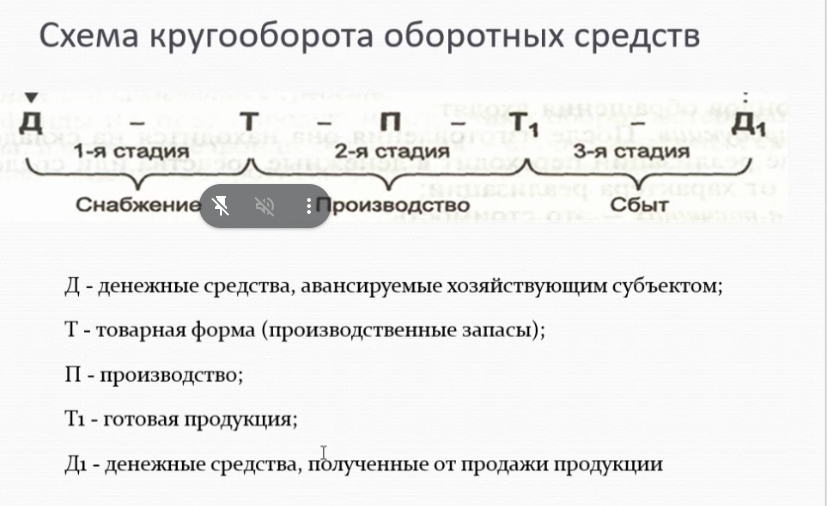 Схема кругооборота оборотных средств
Д – Т – П – Т₁ – Д₁
1-я стадия 2-я стадия 3-я стадия
Снабжение Производство Сбыт
Д - денежные средства, авансируемые хозяйствующим субъектом;
Т - товарная форма (производственные запасы);
П - производство;
Т1 - готовая продукция;
Д1 - денежные средства, полученные от продажи продукции